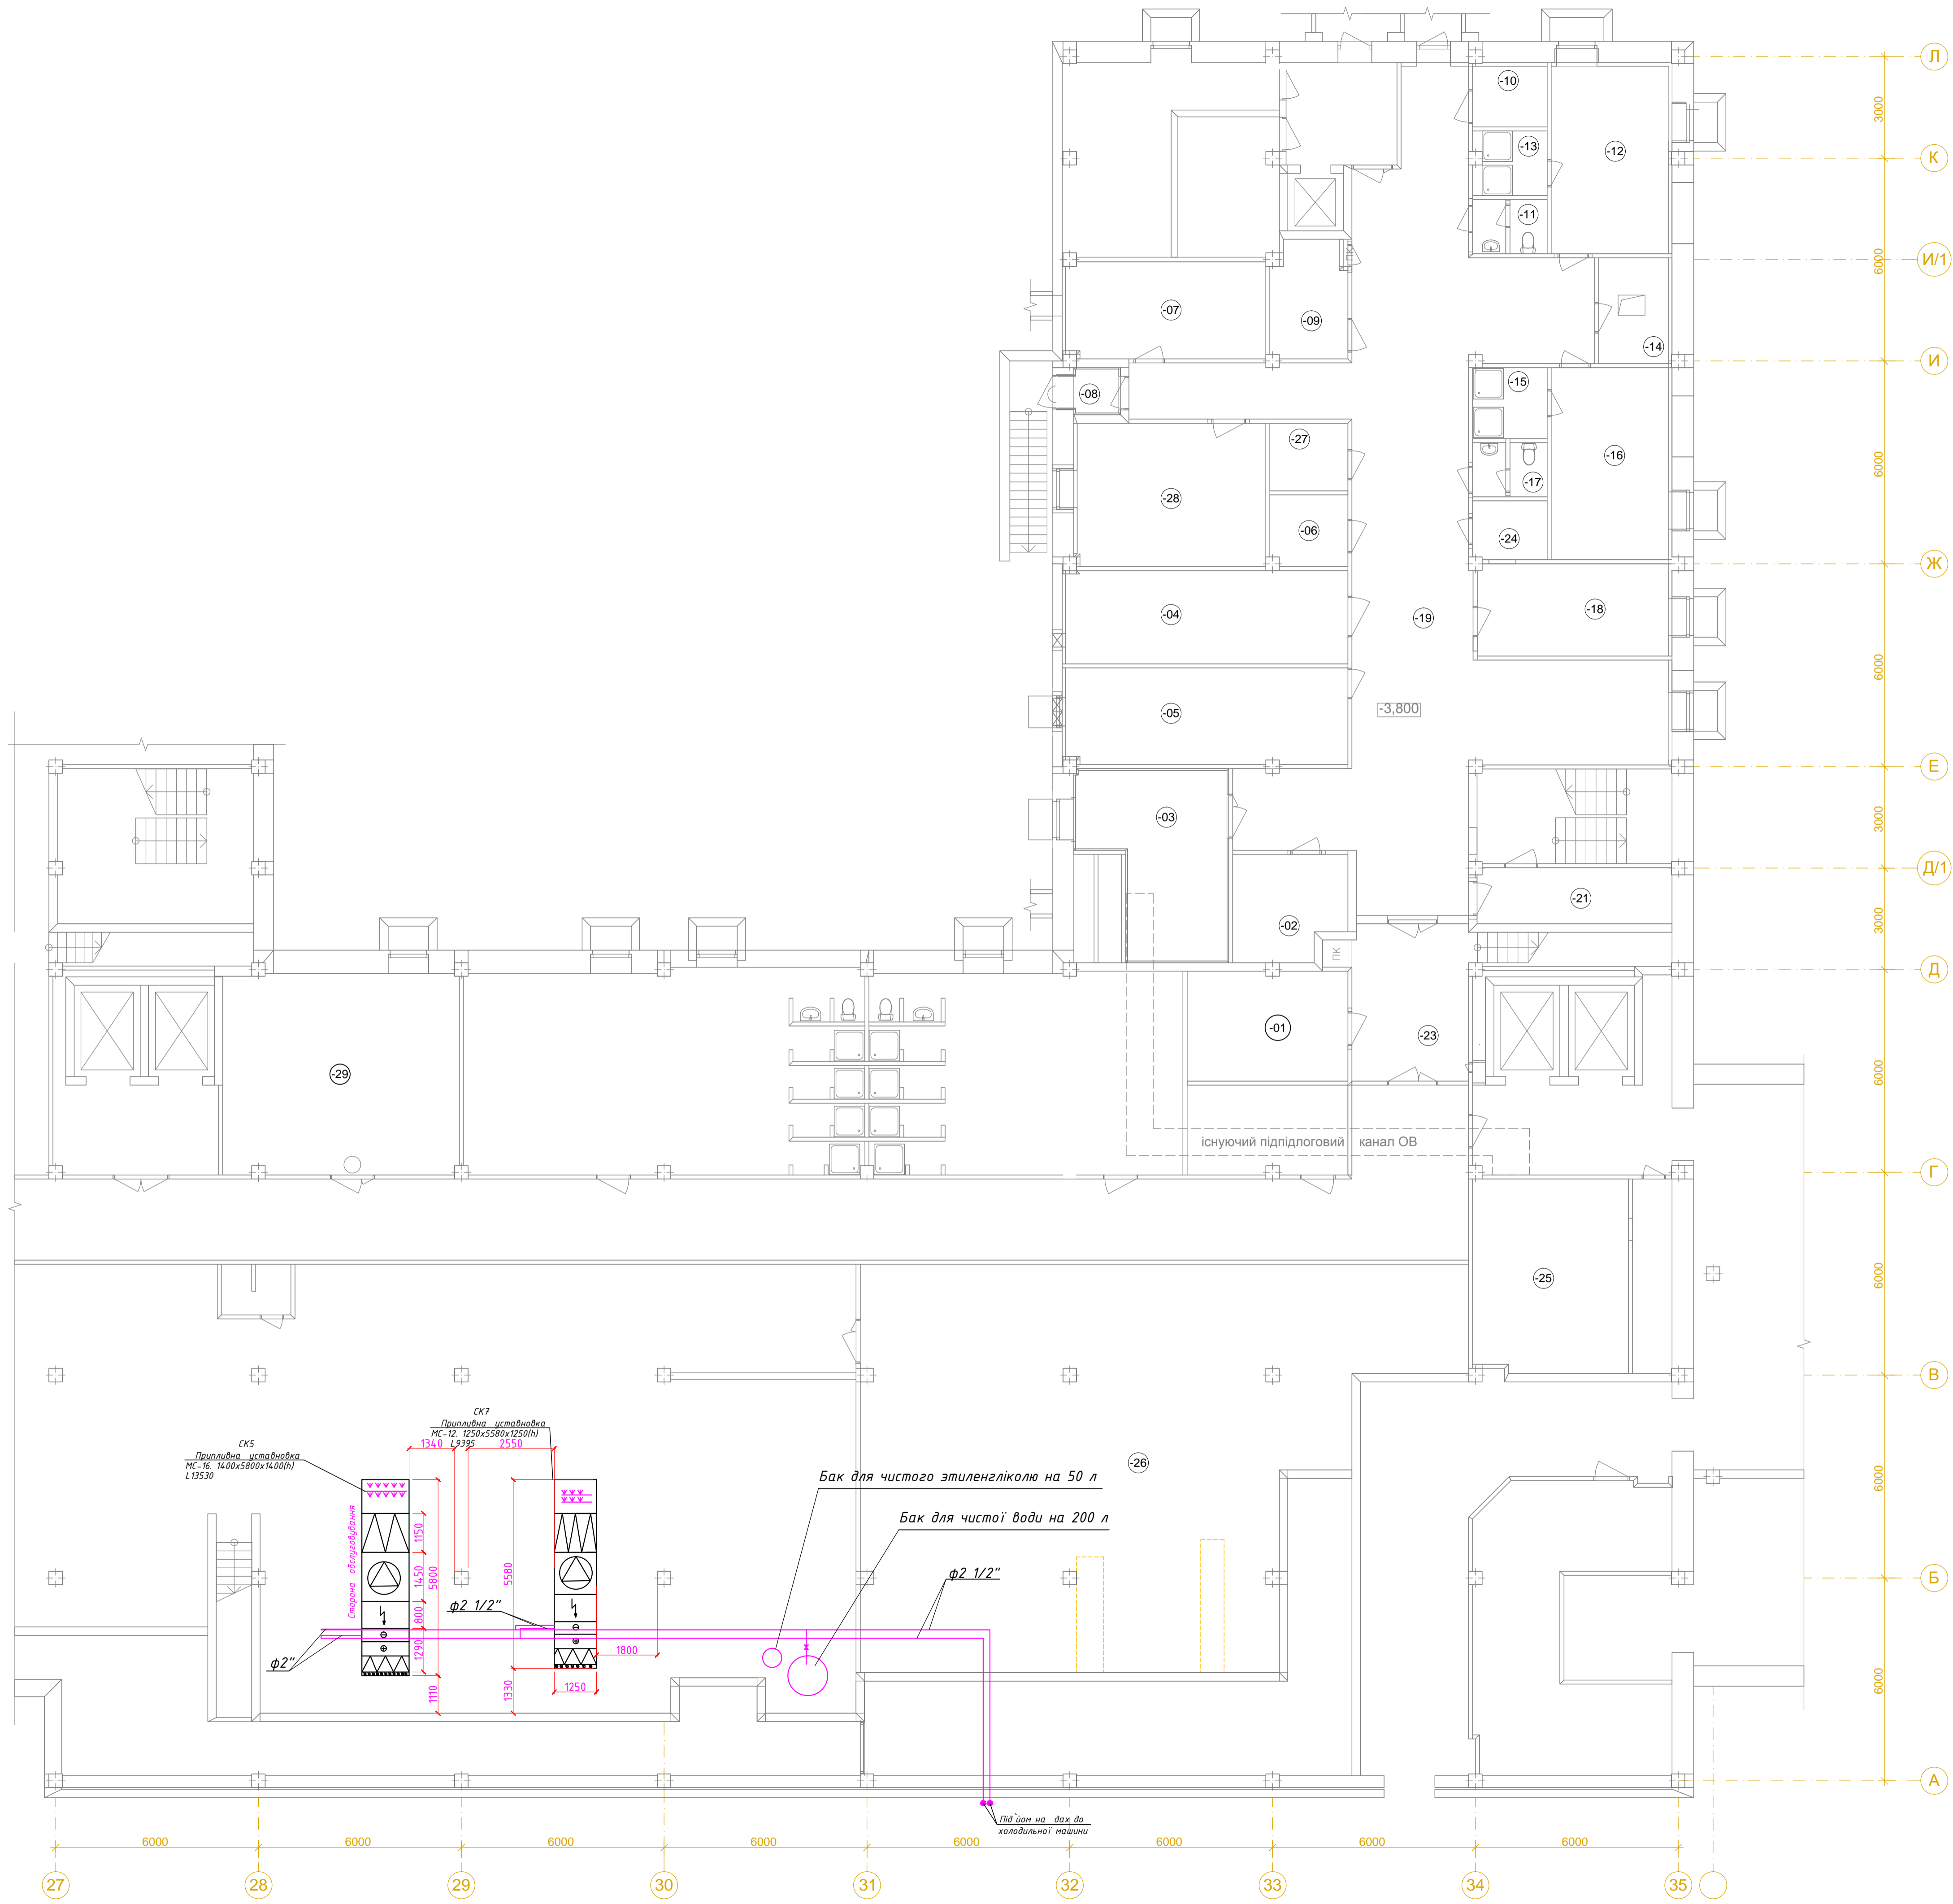 Л
-10
3000
-13
-12
К
-11
ПК
И/1
6000
-07
-09
-14
И
-15
-08
-27
6000
-16
-17
-28
-06
-24
Ж
-18
-04
-19
6000
-05
-3,800
Е
-03
3000
Д/1
-21
-02
3000
ПК
Д
-01
-23
-29
6000
існуючий підпідлоговий канал ОВ
Г
-25
6000
В
СК7
Припливна уставновка
МС-12. 1250х5580х1250(h)
L9395
1340
2550
СК5
Припливна уставновка
МС-16. 1400х5800х1400(h)
L13530
-26
Бак для чистого этиленгліколю на 50 л
6000
Бак для чистої води на 200 л
Сторона обслуговування
1150
1450
5800
800
1290
1110
5580
1330
ф2 1/2"
ф2 1/2"
Б
ф2"
1800
1250
6000
А
Під`йом на дах до
холодильної машини
6000
6000
6000
6000
6000
6000
6000
6000
27
28
29
30
31
32
33
34
35